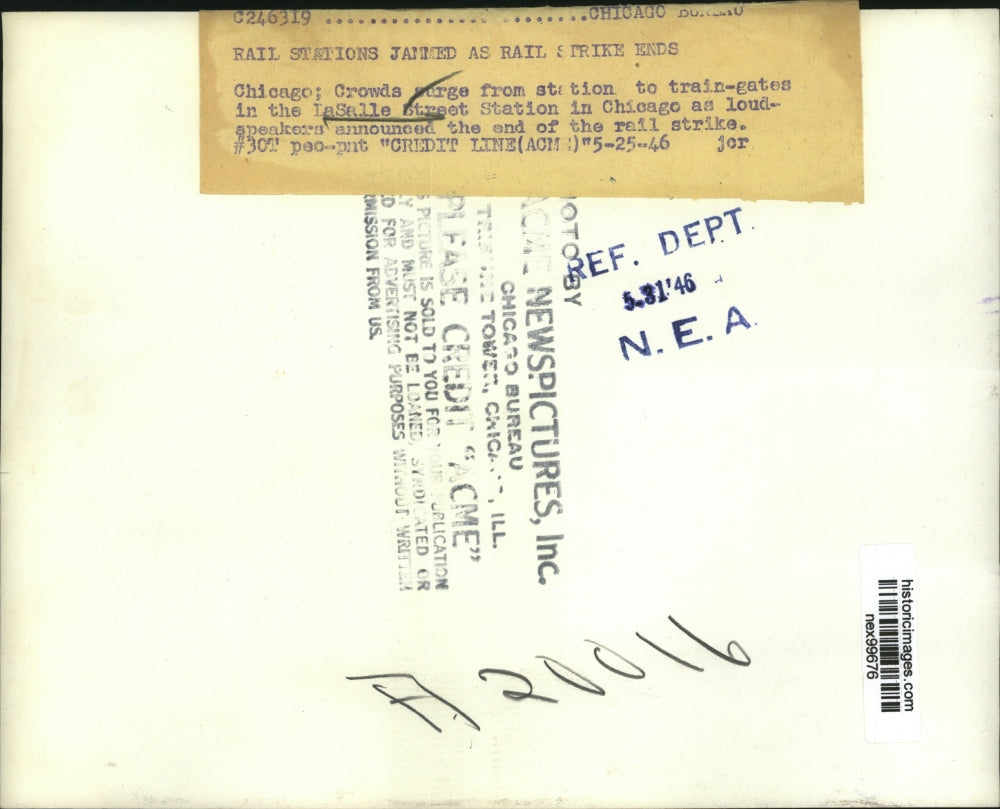 C246319 ..............................CHICAGO BUREAU
RAIL STATIONS JAMMED AS RAIL STRIKE ENDS
Chicago; Crowds surge from station to train-gates
in the LaSalle Street Station in Chicago as loud-
speakers announced the end of the rail strike.
#30T peo-pnt "CREDIT LINE(ACME)"5-25-46 jcr
REF. DEPT.
5.31'46
N. E. A.
PHOTO BY
ACME NEWSPICTURES, Inc.
CHICAGO BUREAU
TRIBUNE TOWER, CHICAGO, ILL.
PLEASE CREDIT "ACME"
PICTURE IS SOLD TO YOU FOR YOUR PUBLICATION
AND MUST NOT BE LOANED, SYNDICATED OR
FOR ADVERTISING PURPOSES WITHOUT WRITTEN
PERMISSION FROM US.
20016
historicimages.com
nex99676